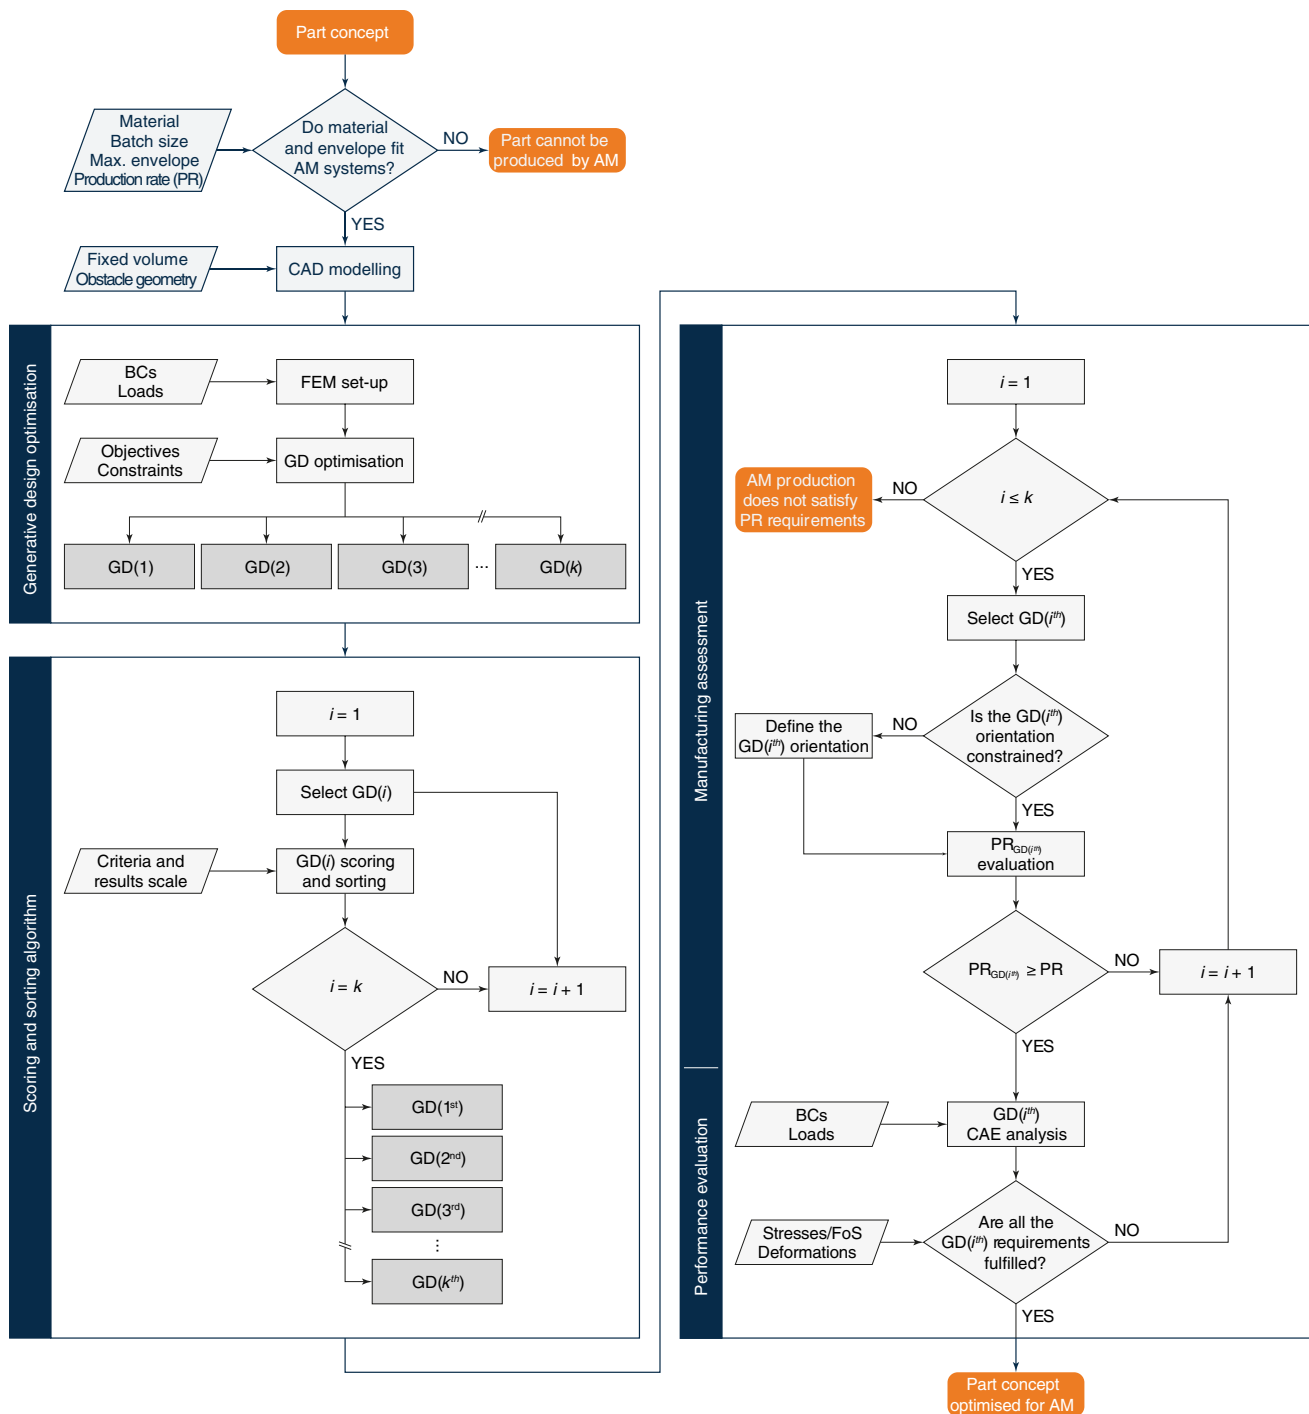 Part concept
Material
Batch size
Max. envelope
Production rate (PR)
Do material
and envelope fit
AM systems?
NO
Part cannot be
produced by AM
YES
Fixed volume
Obstacle geometry
CAD modelling
Generative design optimisation
BCs
Loads
FEM set-up
Objectives
Constraints
GD optimisation
GD(1)
GD(2)
GD(3)
...
GD(k)
Scoring and sorting algorithm
i = 1
Select GD(i)
Criteria and
results scale
GD(i) scoring
and sorting
i = k
NO
i = i + 1
YES
GD(1st)
GD(2nd)
GD(3rd)
...
GD(kth)
Manufacturing assessment
i = 1
i ≤ k
NO
AM production
does not satisfy
PR requirements
YES
Select GD(ith)
Is the GD(ith)
orientation
constrained?
NO
Define the
GD(ith) orientation
YES
PRGD(ith)
evaluation
PRGD(ith) ≥ PR
NO
i = i + 1
YES
Performance evaluation
BCs
Loads
GD(ith)
CAE analysis
Stresses/FoS
Deformations
Are all the
GD(ith) requirements
fulfilled?
NO
YES
Part concept
optimised for AM